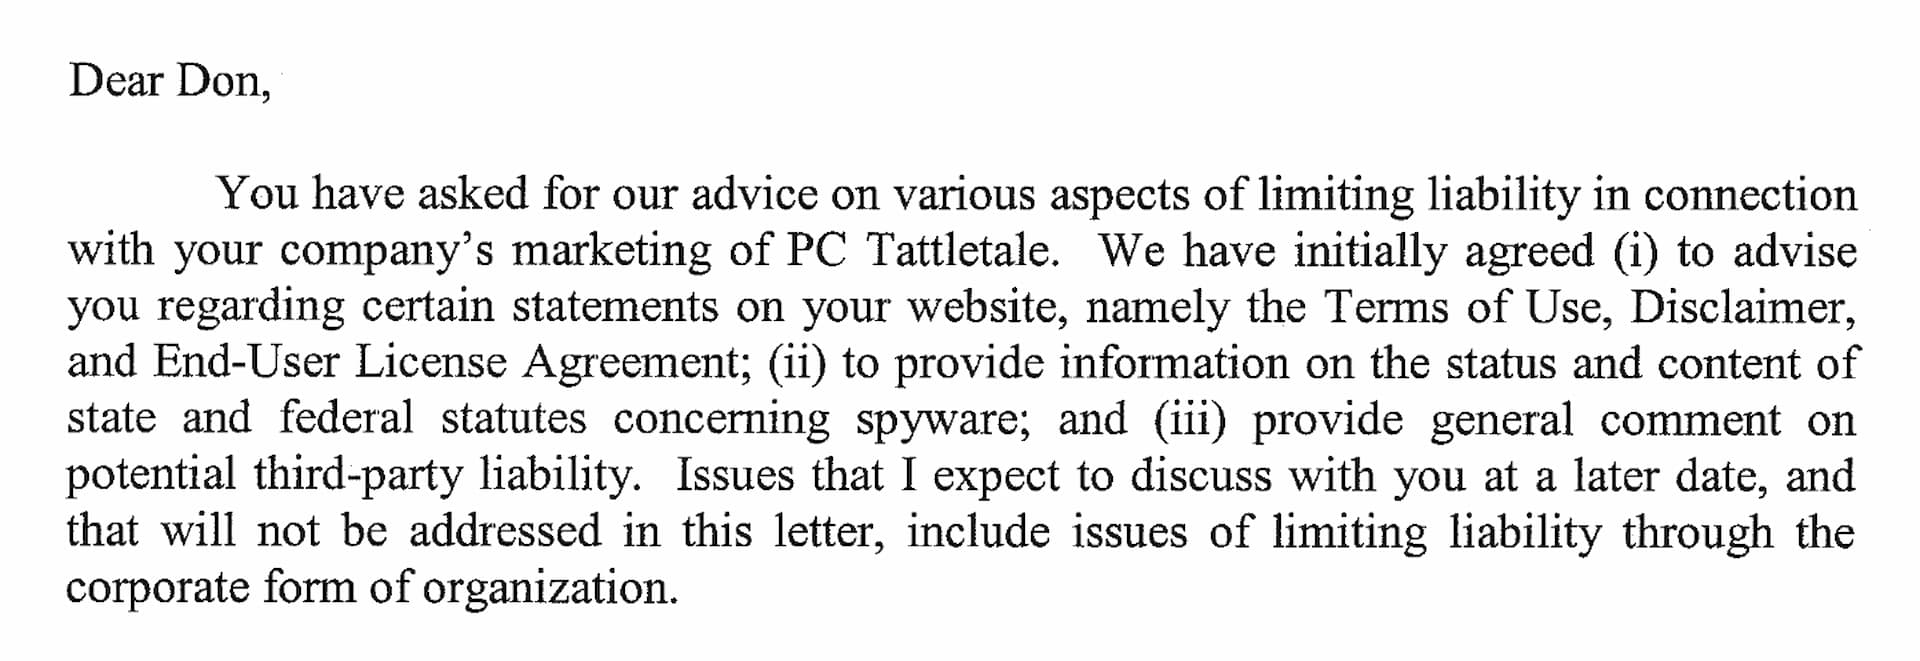 Dear Don,
You have asked for our advice on various aspects of limiting liability in connection
with your company's marketing of PC Tattletale. We have initially agreed (i) to advise
you regarding certain statements on your website, namely the Terms of Use, Disclaimer,
and End-User License Agreement; (ii) to provide information on the status and content of
state and federal statutes concerning spyware; and (iii) provide general comment on
potential third-party liability. Issues that I expect to discuss with you at a later date, and
that will not be addressed in this letter, include issues of limiting liability through the
corporate form of organization.